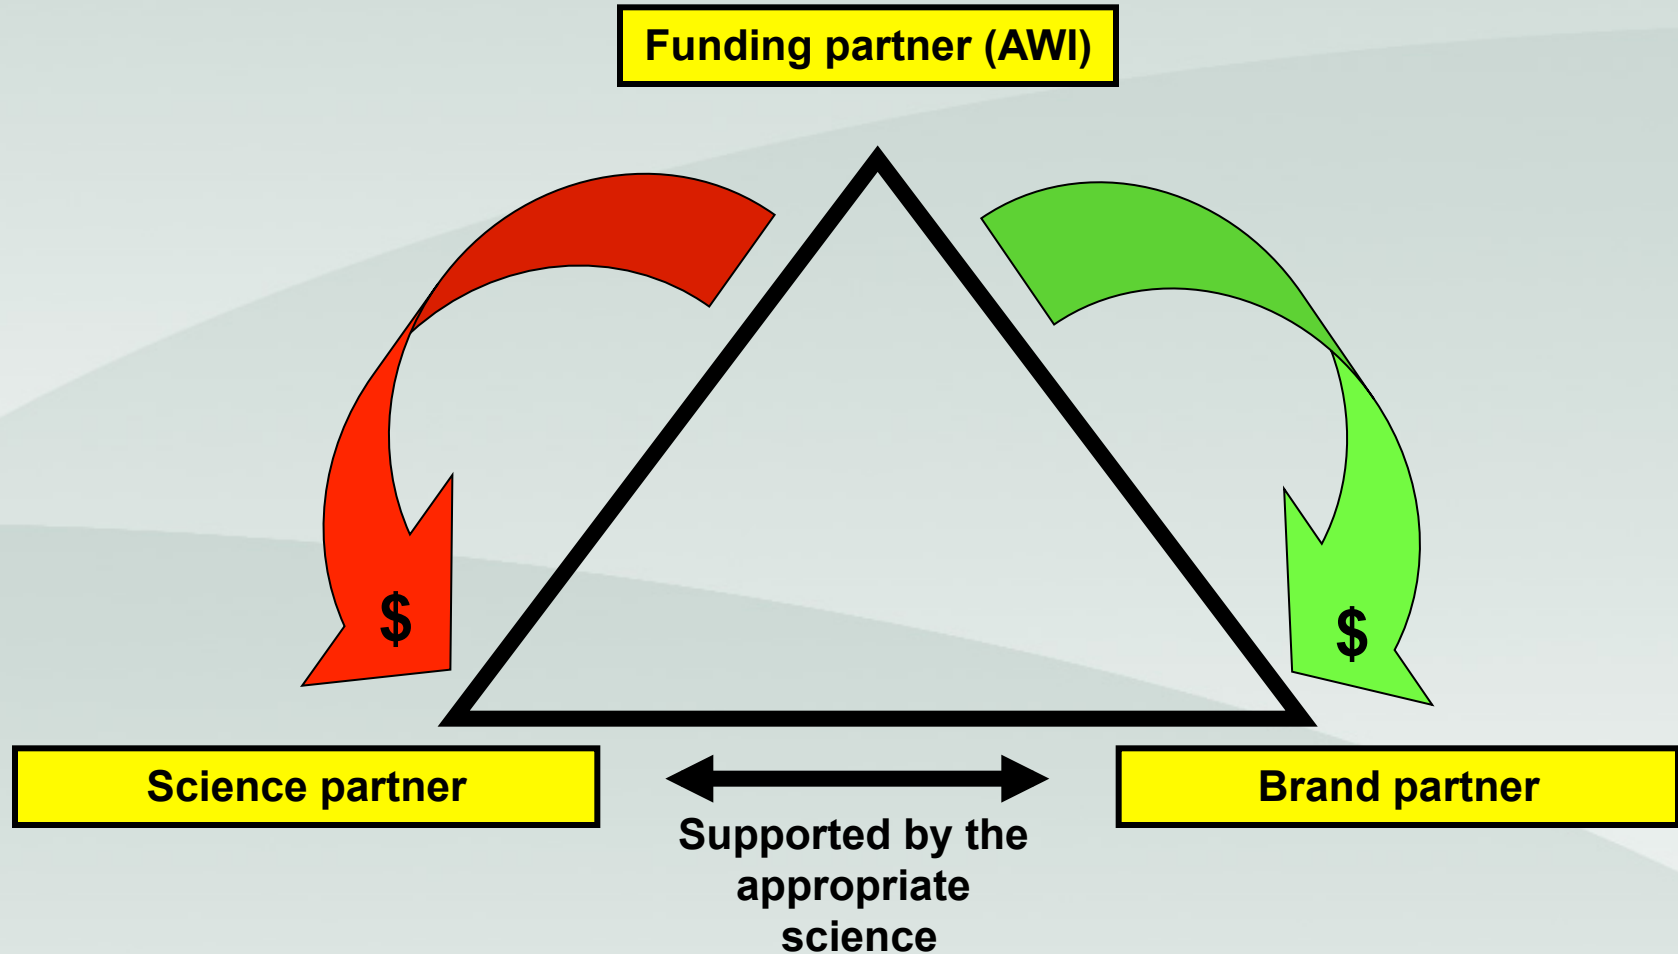 Funding partner (AWI)
$
$
Science partner
Brand partner
Supported by the
appropriate
science